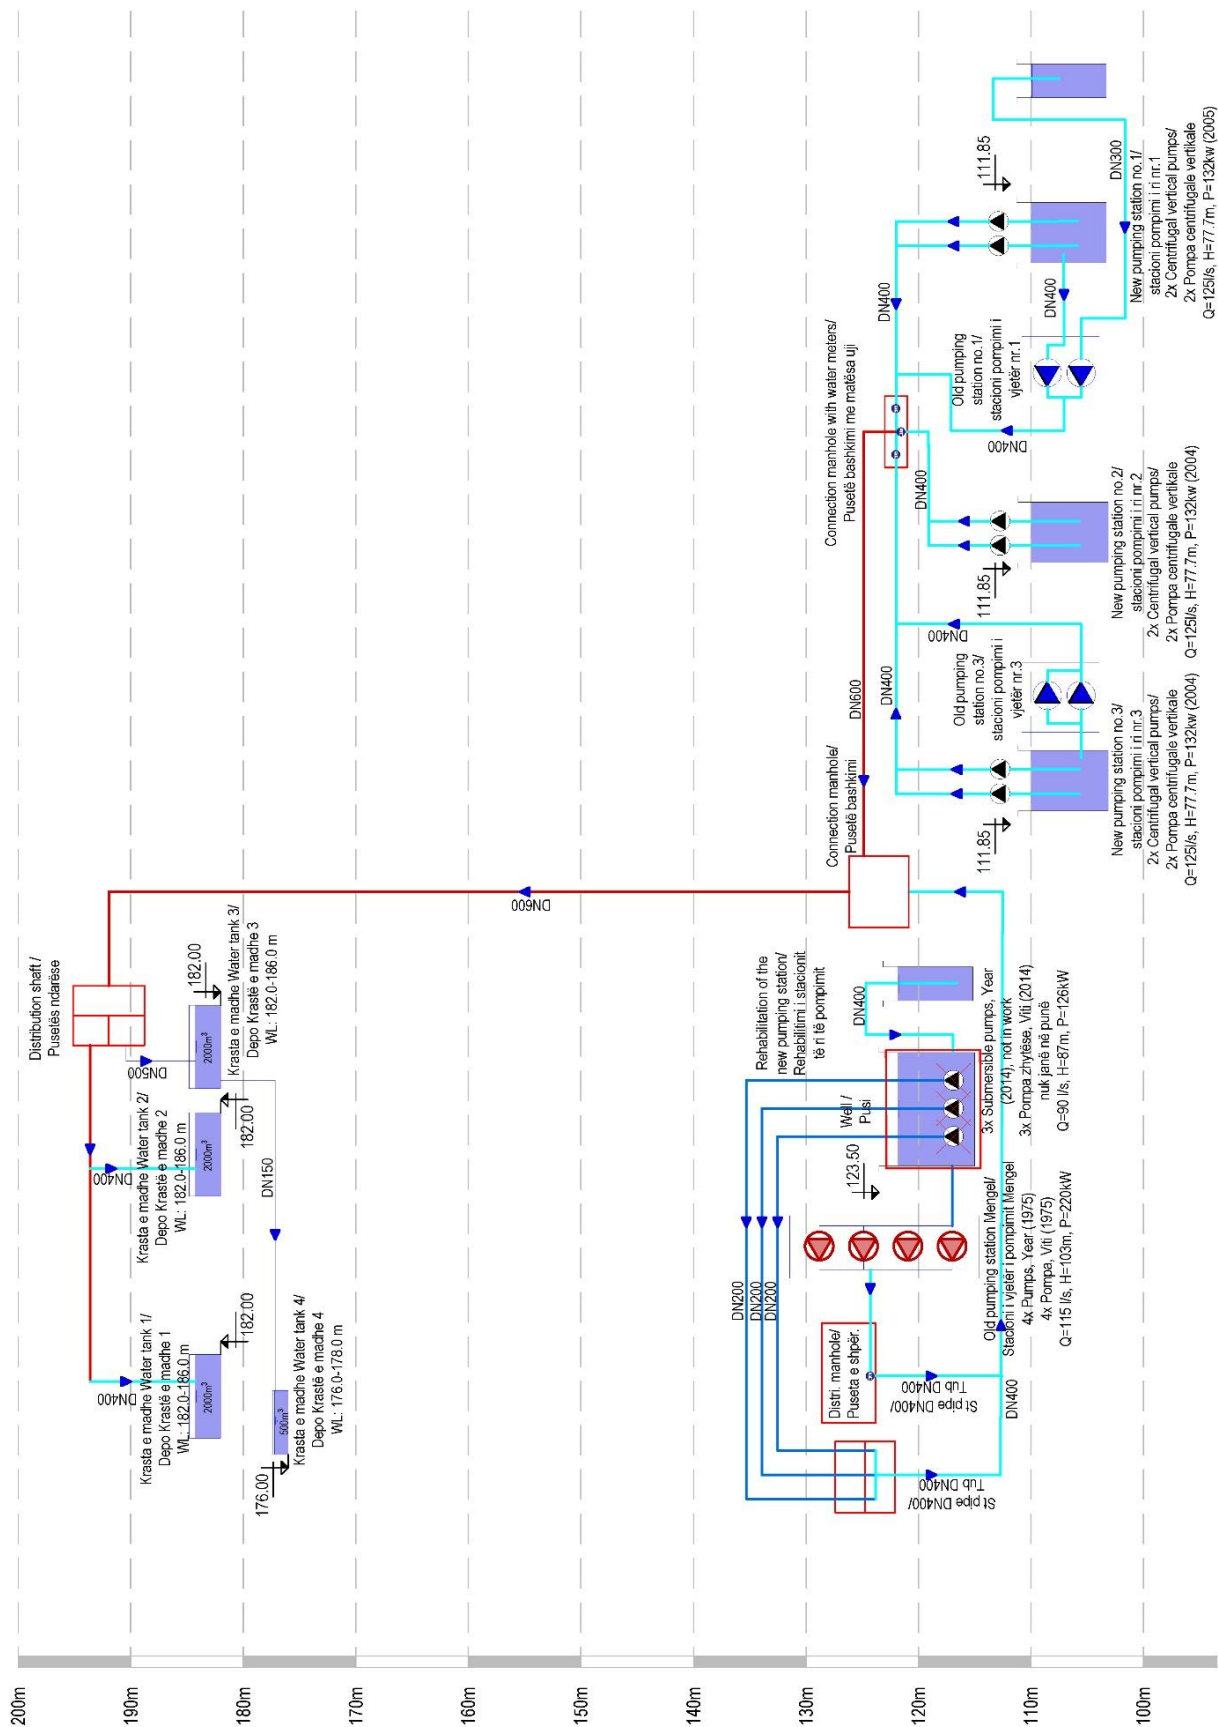 200m
190m
180m
170m
160m
150m
140m
130m
120m
110m
100m
Distribution shaft /
Pusetës ndarëse
DN500
DN400
DN400
DN600
DN150
Krasta e madhe Water tank 1/
Depo Krastë e madhe 1
WL: 182.0-186.0 m
2000m³
182.00
Krasta e madhe Water tank 2/
Depo Krastë e madhe 2
WL: 182.0-186.0 m
2000m³
182.00
Krasta e madhe Water tank 3/
Depo Krastë e madhe 3
WL: 182.0-186.0 m
2000m³
182.00
Krasta e madhe Water tank 4/
Depo Krastë e madhe 4
WL: 176.0-178.0 m
500m³
176.00
DN200
DN200
DN200
Rehabilitation of the
new pumping station/
Rehabilitimi i stacionit
të ri të pompimit
DN400
Well /
Pusi
123.50
3x Submersible pumps, Year
(2014), not in work
3x Pompa zhytëse, Viti (2014)
nuk janë në punë
Q=90 l/s, H=87m, P=126kW
Distri. manhole/
Puseta e shpër.
St pipe DN400/
Tub DN400
St pipe DN400/
Tub DN400
DN400
Old pumping station Mengel/
Stacioni i vjetër i pompimit Mengel
4x Pumps, Year (1975)
4x Pompa, Viti (1975)
Q=115 l/s, H=103m, P=220kW
Connection manhole/
Pusetë bashkimi
DN600
DN400
Connection manhole with water meters/
Pusetë bashkimi me matësa uji
DN400
DN400
111.85
New pumping station no.3/
stacioni pompimi i ri nr.3
2x Centrifugal vertical pumps/
2x Pompa centrifugale vertikale
Q=125l/s, H=77.7m, P=132kw (2004)
Old pumping
station no.3/
stacioni pompimi i
vjetër nr.3
DN400
111.85
New pumping station no.2/
stacioni pompimi i ri nr.2
2x Centrifugal vertical pumps/
2x Pompa centrifugale vertikale
Q=125l/s, H=77.7m, P=132kw (2004)
Old pumping
station no.1/
stacioni pompimi i
vjetër nr.1
DN400
DN400
111.85
DN300
New pumping station no.1/
stacioni pompimi i ri nr.1
2x Centrifugal vertical pumps/
2x Pompa centrifugale vertikale
Q=125l/s, H=77.7m, P=132kw (2005)